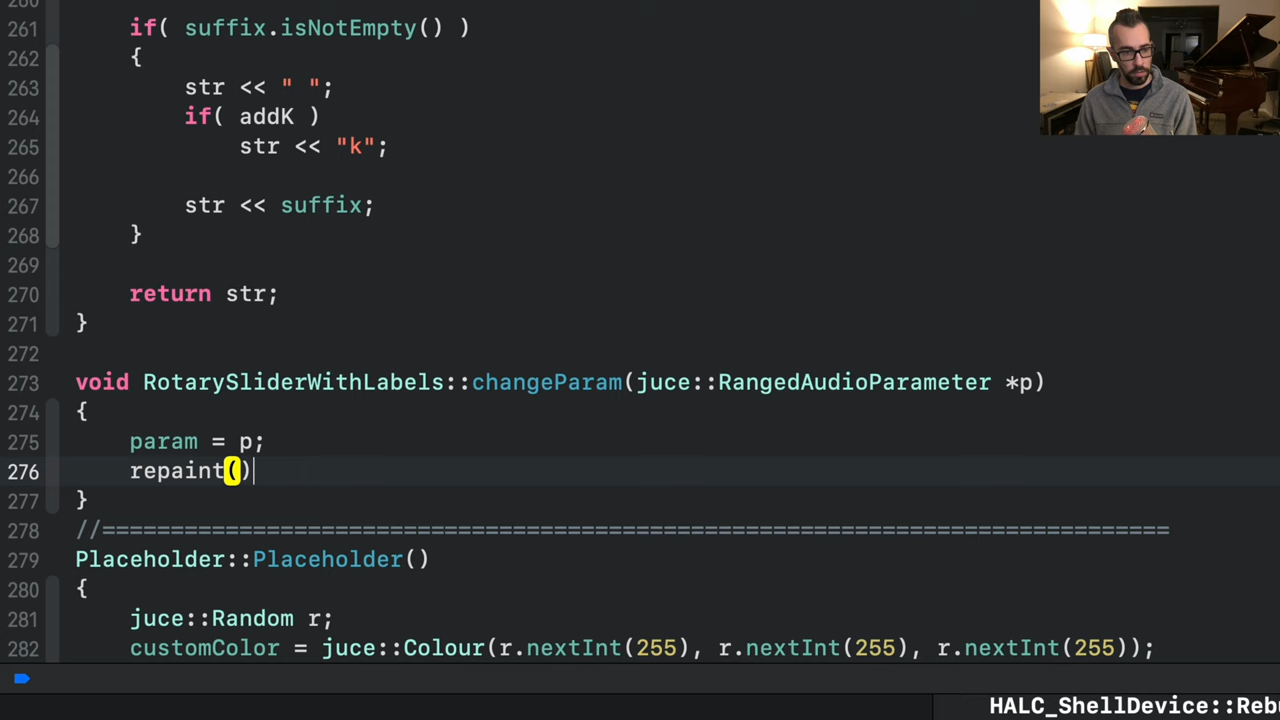 260
261 if( suffix.isNotEmpty() )
262 {
263 str << " ";
264 if( addK )
265 str << "k";
266
267 str << suffix;
268 }
269
270 return str;
271 }
272
273 void RotarySliderWithLabels::changeParam(juce::RangedAudioParameter *p)
274 {
275 param = p;
276 repaint()
277 }
278 //==============================================================================
279 Placeholder::Placeholder()
280 {
281 juce::Random r;
282 customColor = juce::Colour(r.nextInt(255), r.nextInt(255), r.nextInt(255));
HALC_ShellDevice::Reb